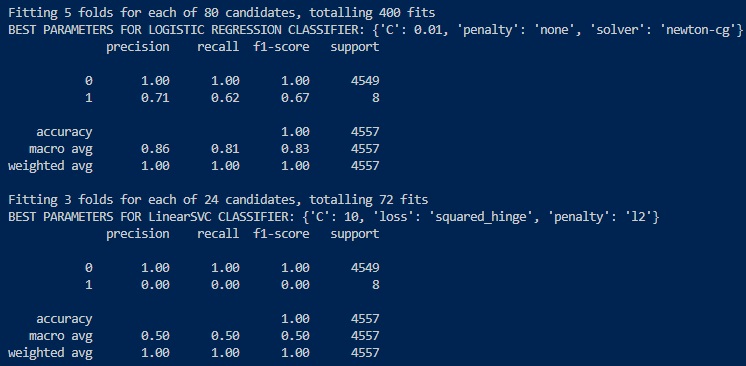 Fitting 5 folds for each of 80 candidates, totalling 400 fits
BEST PARAMETERS FOR LOGISTIC REGRESSION CLASSIFIER: {'C': 0.01, 'penalty': 'none', 'solver': 'newton-cg'}
precision recall f1-score support
0 1.00 1.00 1.00 4549
1 0.71 0.62 0.67 8
accuracy 1.00 4557
macro avg 0.86 0.81 0.83 4557
weighted avg 1.00 1.00 1.00 4557
Fitting 3 folds for each of 24 candidates, totalling 72 fits
BEST PARAMETERS FOR LinearSVC CLASSIFIER: {'C': 10, 'loss': 'squared_hinge', 'penalty': 'l2'}
precision recall f1-score support
0 1.00 1.00 1.00 4549
1 0.00 0.00 0.00 8
accuracy 1.00 4557
macro avg 0.50 0.50 0.50 4557
weighted avg 1.00 1.00 1.00 4557